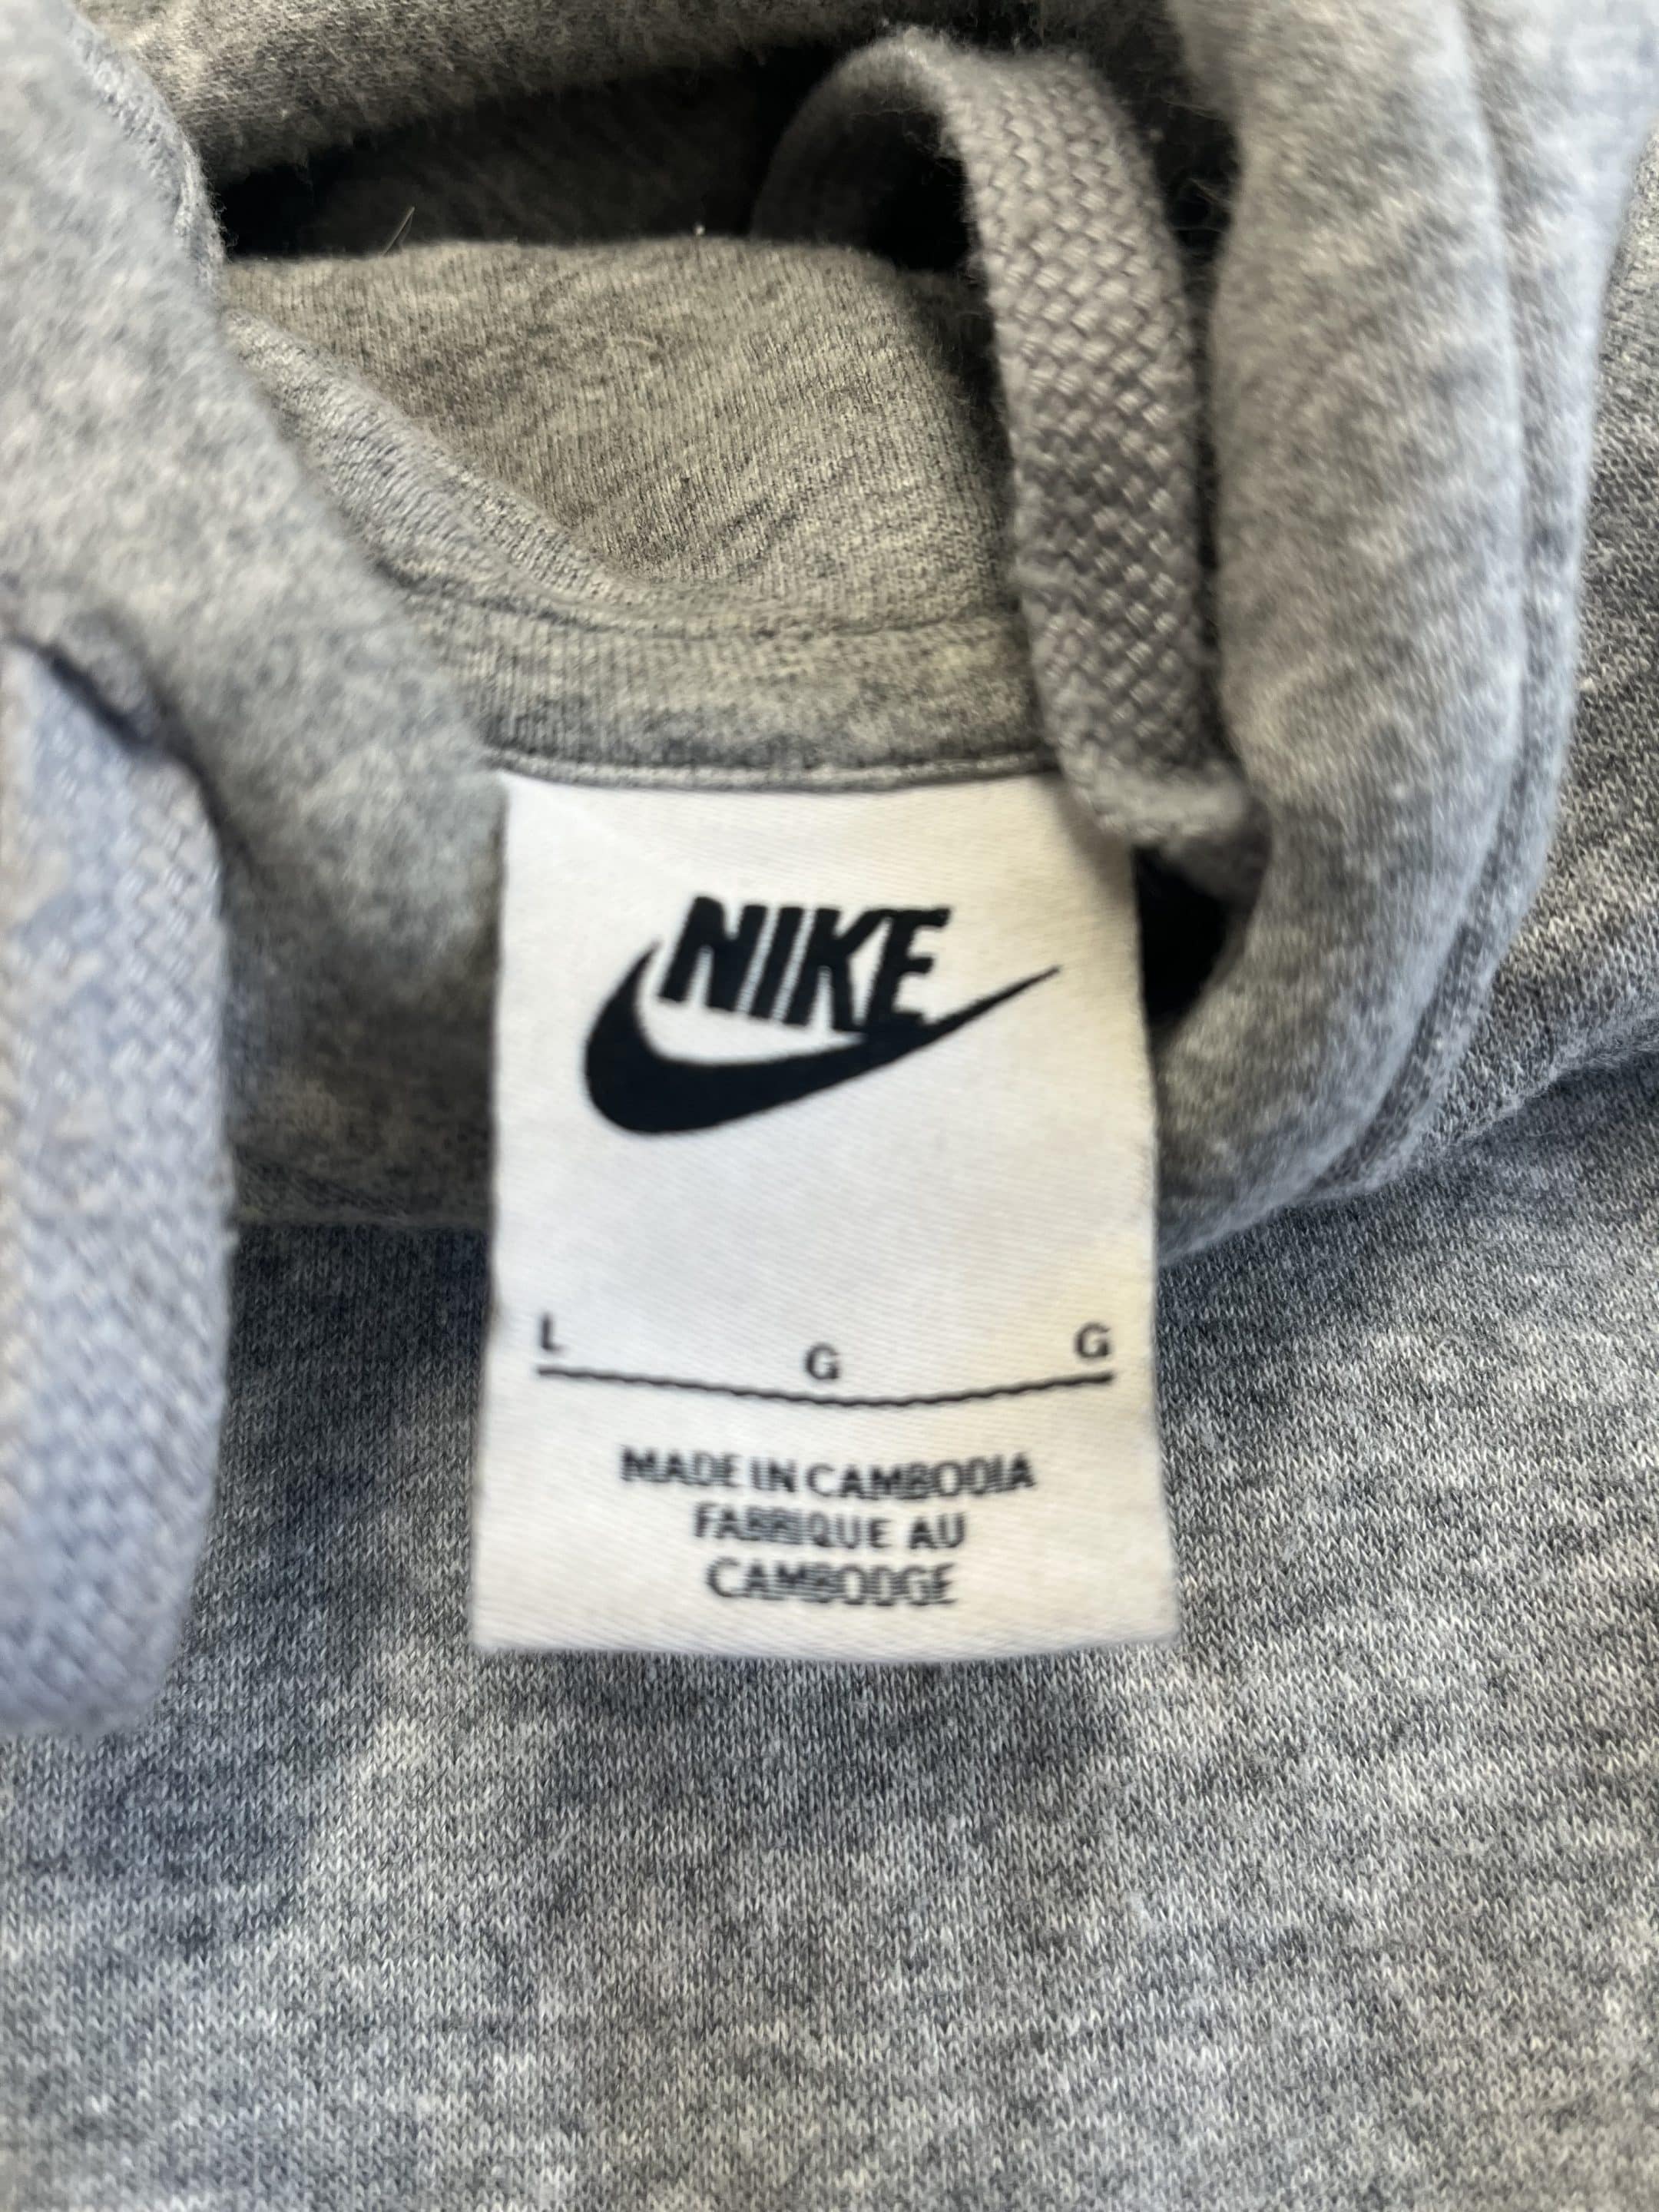 NIKE
L G G
MADE IN CAMBODIA
FABRIQUE AU
CAMBODGE